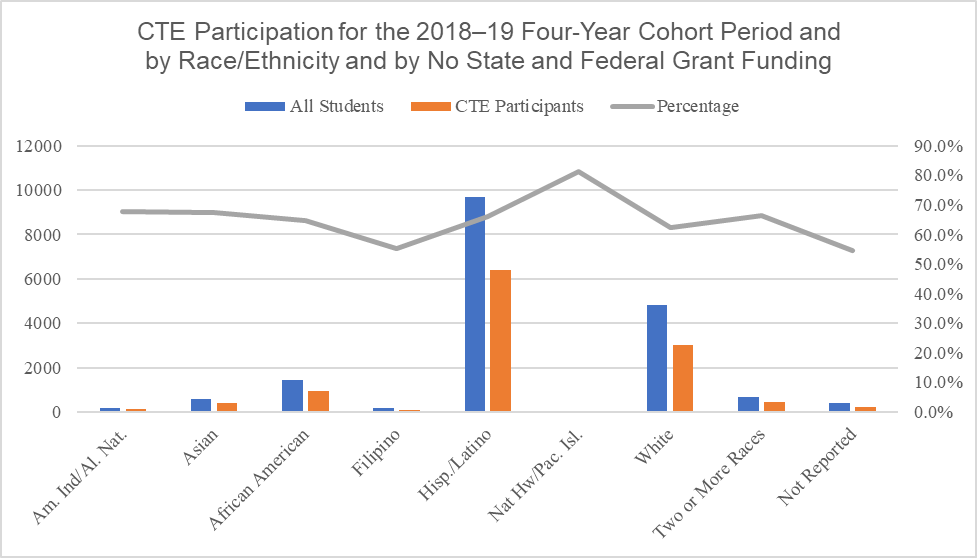 CTE Participation for the 2018–19 Four-Year Cohort Period and
by Race/Ethnicity and by No State and Federal Grant Funding
All Students CTE Participants Percentage
12000
10000
8000
6000
4000
2000
0
90.0%
80.0%
70.0%
60.0%
50.0%
40.0%
30.0%
20.0%
10.0%
0.0%
Am. Ind/Al. Nat.
Asian
African American
Filipino
Hisp./Latino
Nat Hw/Pac. Isl.
White
Two or More Races
Not Reported